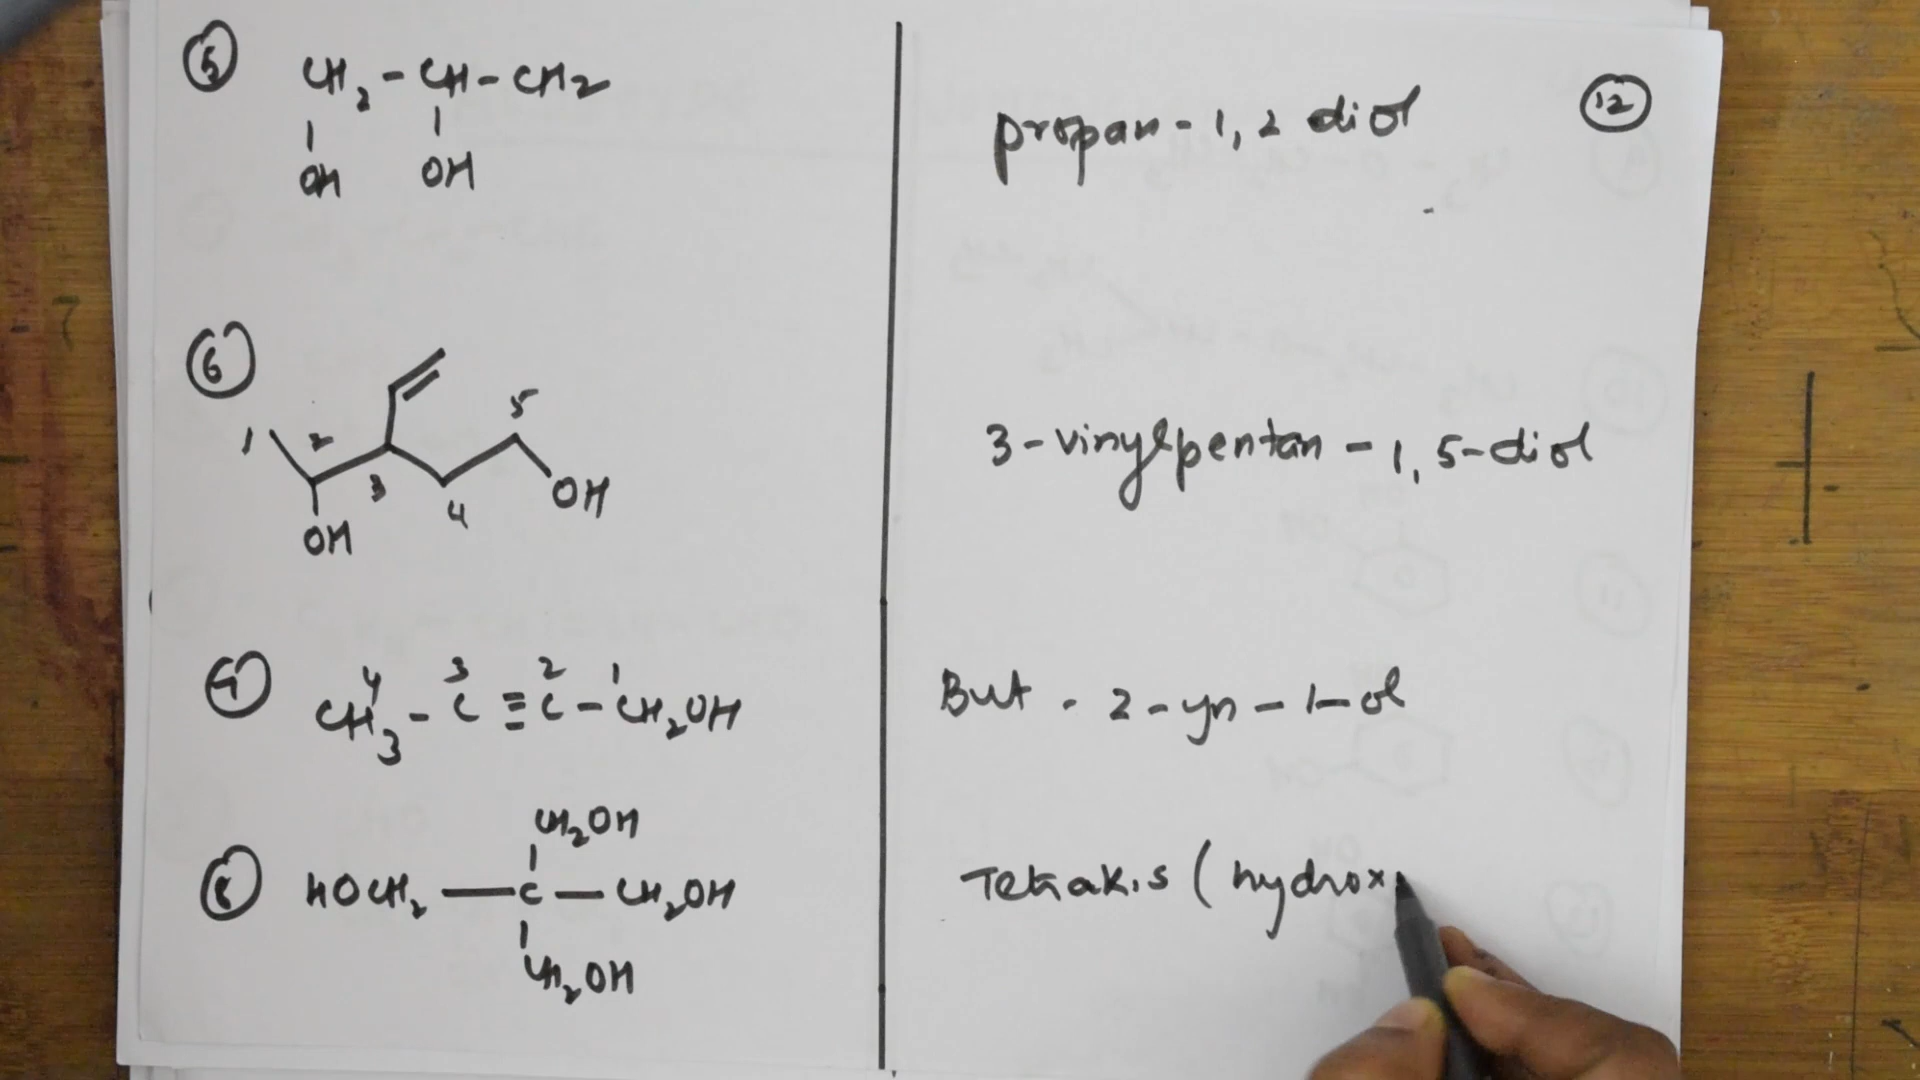 5
CH2 - CH - CH2
OH OH
propan - 1, 2 diol
12
6
1 2 3 4 5
OH
OH
3 - vinylpentan - 1, 5 - diol
7
4 3 2 1
CH3 - C ≡ C - CH2OH
But - 2 - yn - 1 - ol
8
CH2OH
HOCH2 — C — CH2OH
CH2OH
Tetrakis (hydrox